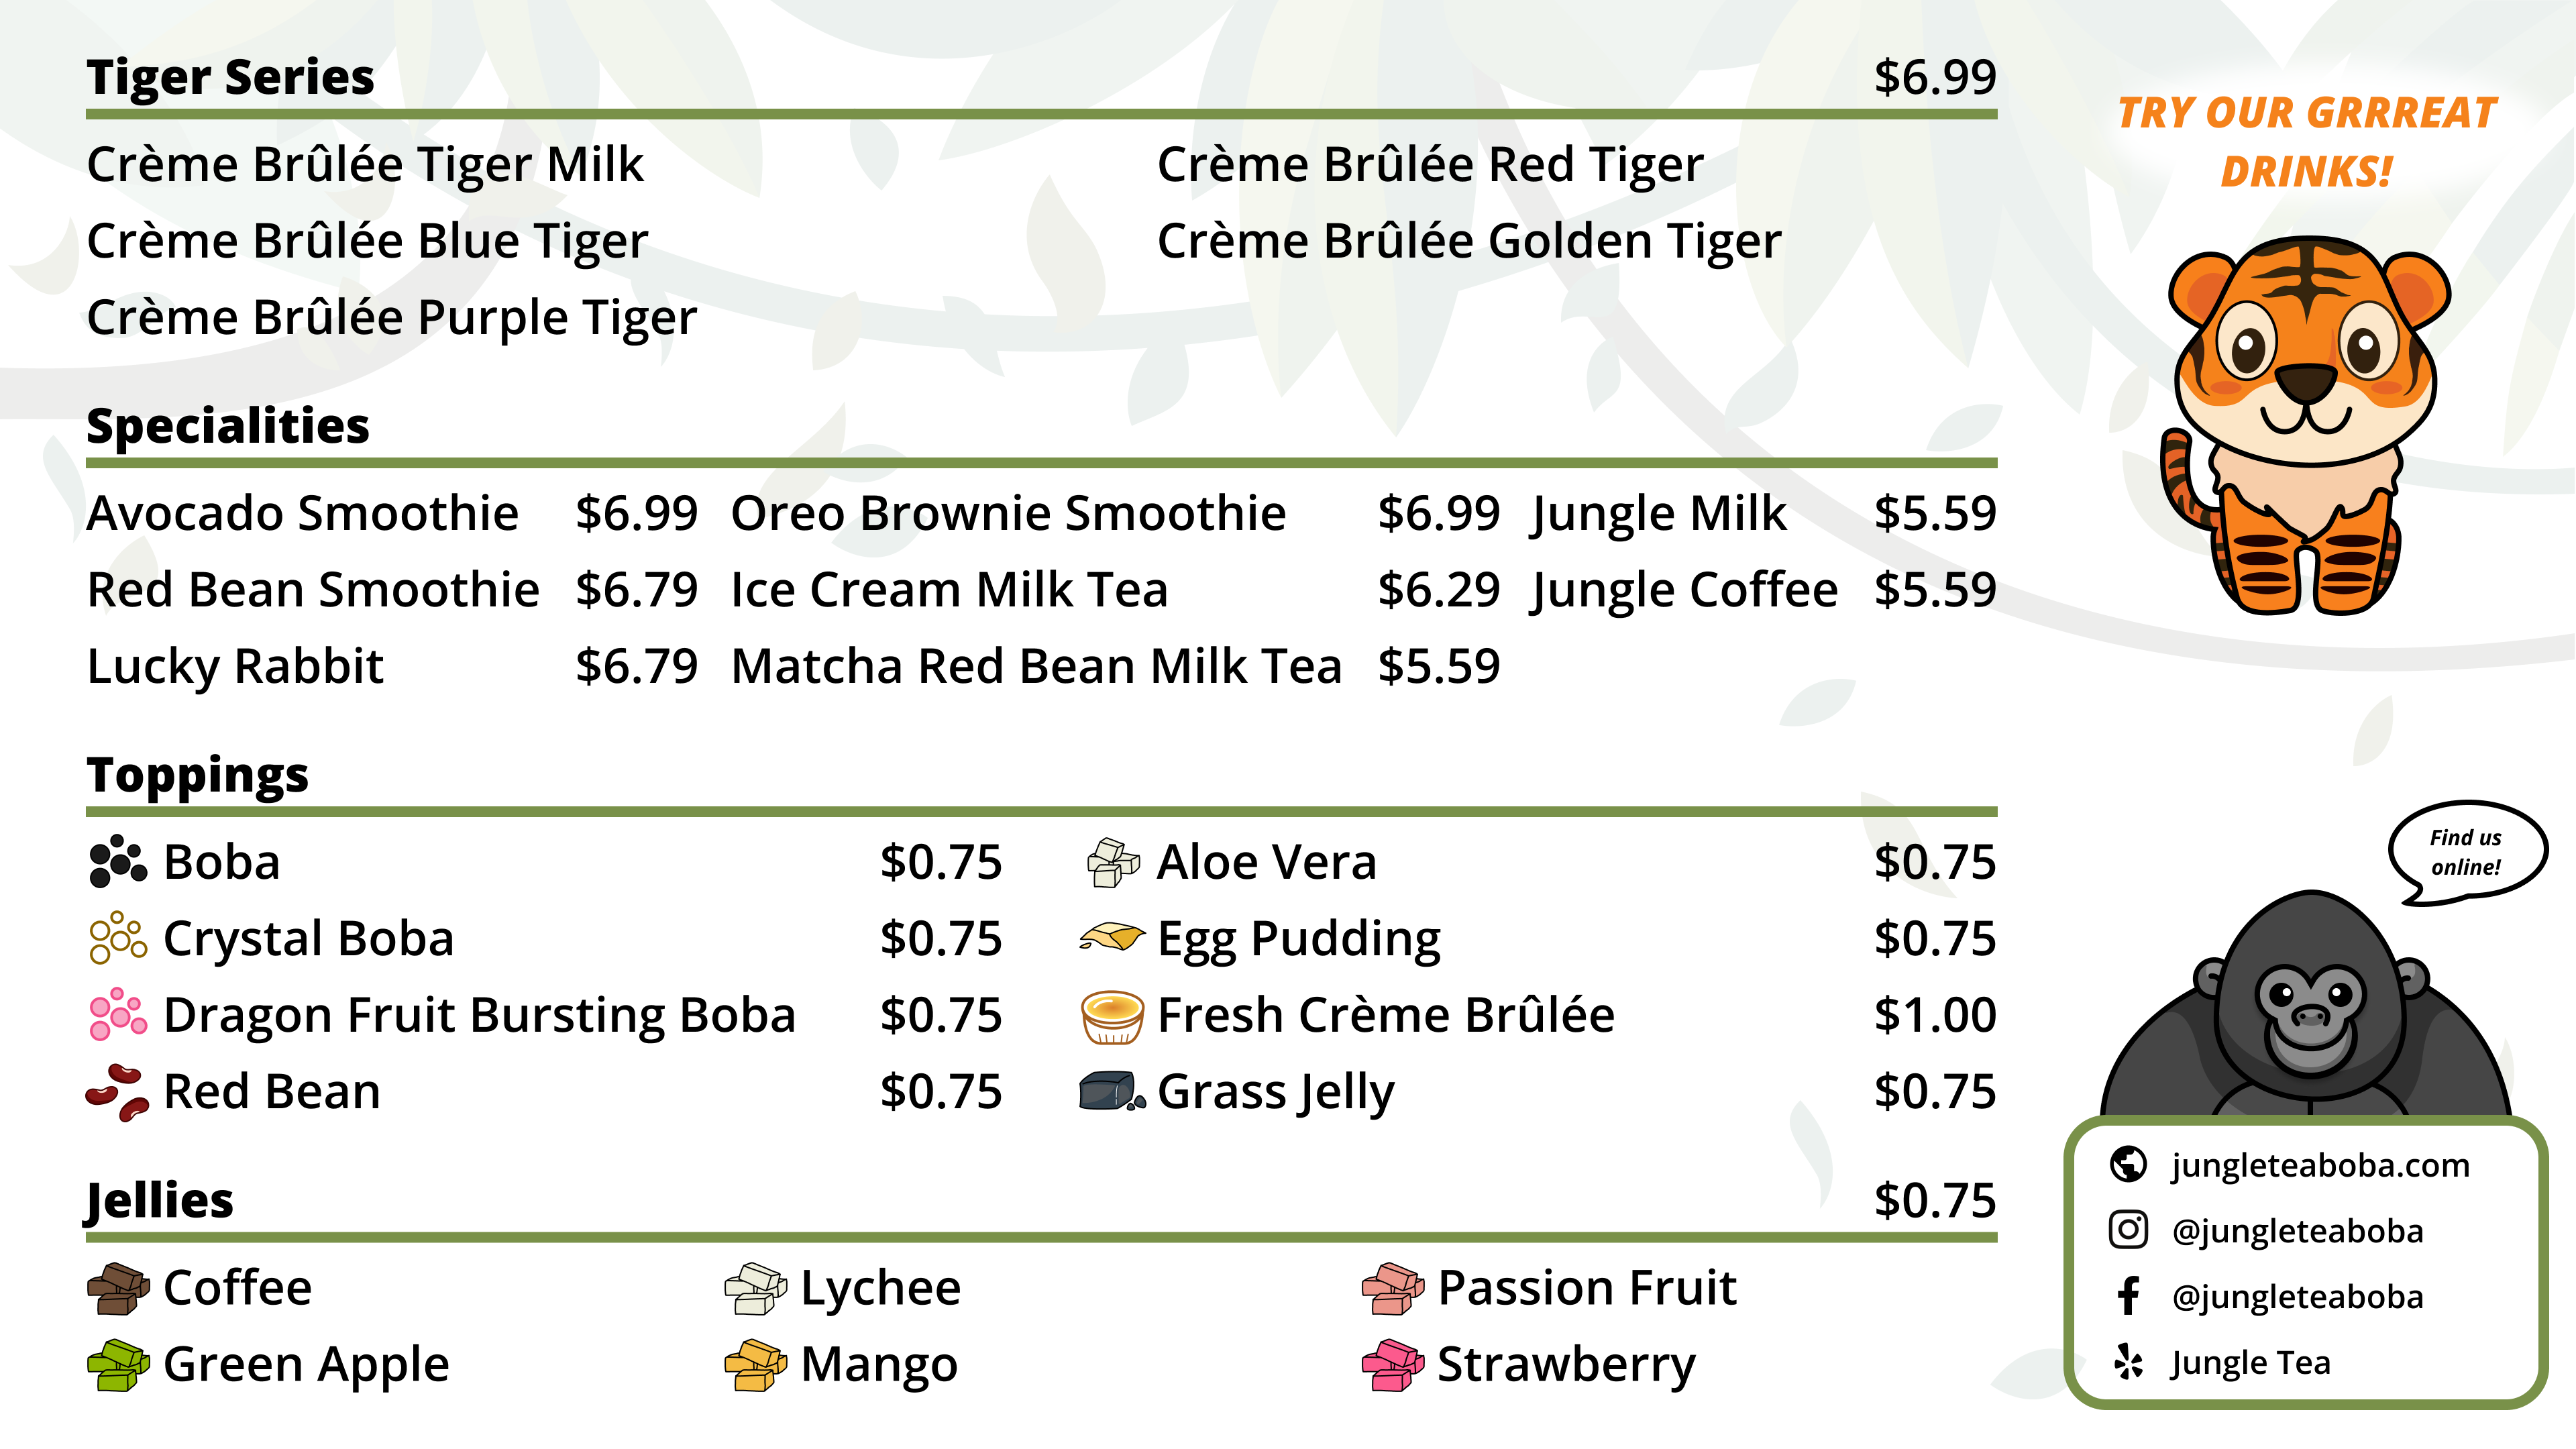 Tiger Series $6.99
Crème Brûlée Tiger Milk
Crème Brûlée Blue Tiger
Crème Brûlée Purple Tiger
Crème Brûlée Red Tiger
Crème Brûlée Golden Tiger
Specialities
Avocado Smoothie $6.99
Red Bean Smoothie $6.79
Lucky Rabbit $6.79
Oreo Brownie Smoothie $6.99
Ice Cream Milk Tea $6.29
Matcha Red Bean Milk Tea $5.59
Jungle Milk $5.59
Jungle Coffee $5.59
Toppings
Boba $0.75
Crystal Boba $0.75
Dragon Fruit Bursting Boba $0.75
Red Bean $0.75
Aloe Vera $0.75
Egg Pudding $0.75
Fresh Crème Brûlée $1.00
Grass Jelly $0.75
Jellies $0.75
Coffee
Green Apple
Lychee
Mango
Passion Fruit
Strawberry
TRY OUR GRRREAT
DRINKS!
Find us
online!
jungleteaboba.com
@jungleteaboba
@jungleteaboba
Jungle Tea